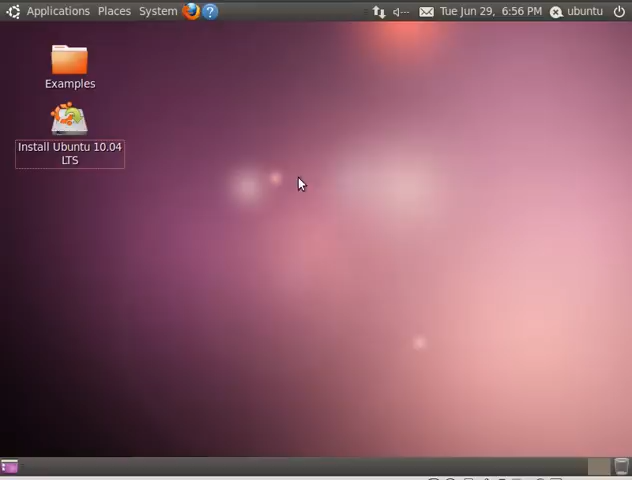 Applications Places System ? Tue Jun 29, 6:56 PM ubuntu
Examples
Install Ubuntu 10.04
LTS